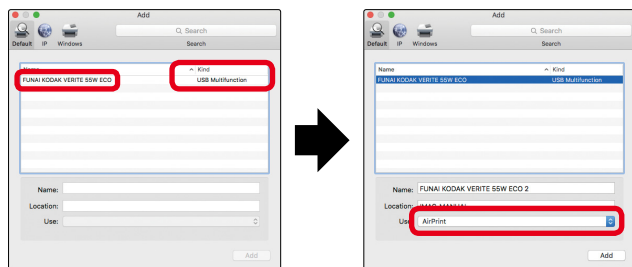 Add
Search
Default IP Windows Search
Name Kind
FUNAI KODAK VERITE 55W ECO USB Multifunction
Name:
Location:
Use:
Add
Add
Search
Default IP Windows Search
Name Kind
FUNAI KODAK VERITE 55W ECO USB Multifunction
Name: FUNAI KODAK VERITE 55W ECO 2
Location:
Use: AirPrint
Add